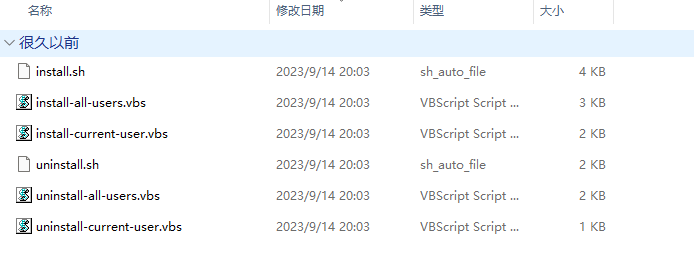 名称 修改日期 类型 大小
很久以前
install.sh 2023/9/14 20:03 sh_auto_file 4 KB
install-all-users.vbs 2023/9/14 20:03 VBScript Script ... 3 KB
install-current-user.vbs 2023/9/14 20:03 VBScript Script ... 2 KB
uninstall.sh 2023/9/14 20:03 sh_auto_file 2 KB
uninstall-all-users.vbs 2023/9/14 20:03 VBScript Script ... 2 KB
uninstall-current-user.vbs 2023/9/14 20:03 VBScript Script ... 1 KB